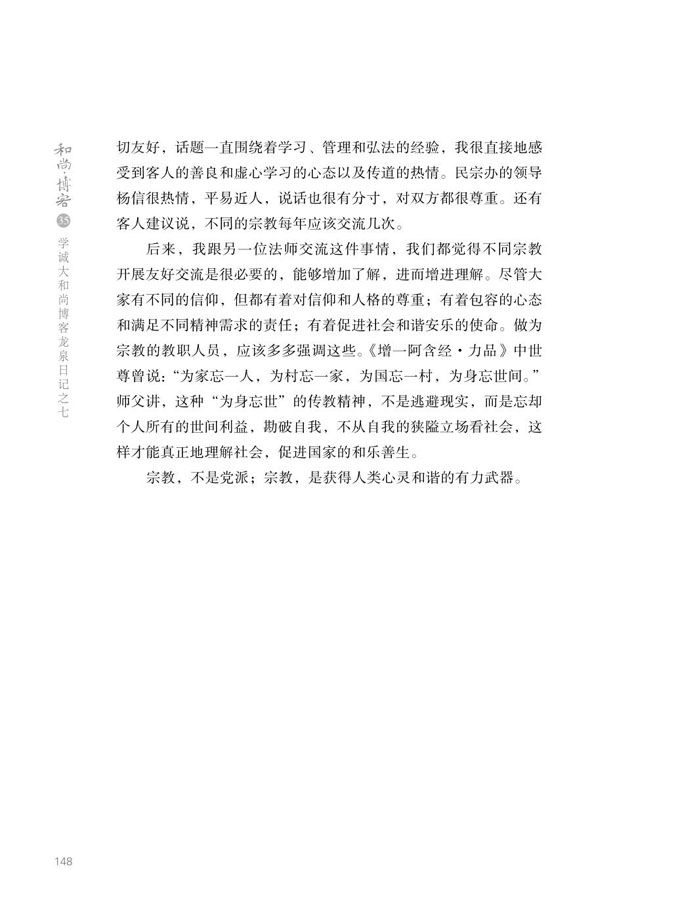 和尚·博客
35
学诚大和尚博客龙泉日记之七
切友好，话题一直围绕着学习、管理和弘法的经验，我很直接地感
受到客人的善良和虚心学习的心态以及传道的热情。民宗办的领导
杨信很热情，平易近人，说话也很有分寸，对双方都很尊重。还有
客人建议说，不同的宗教每年应该交流几次。
后来，我跟另一位法师交流这件事情，我们都觉得不同宗教
开展友好交流是很必要的，能够增加了解，进而增进理解。尽管大
家有不同的信仰，但都有着对信仰和人格的尊重；有着包容的心态
和满足不同精神需求的责任；有着促进社会和谐安乐的使命。做为
宗教的教职人员，应该多多强调这些。《增一阿含经·力品》中世
尊曾说：“为家忘一人，为村忘一家，为国忘一村，为身忘世间。”
师父讲，这种“为身忘世”的传教精神，不是逃避现实，而是忘却
个人所有的世间利益，勘破自我，不从自我的狭隘立场看社会，这
样才能真正地理解社会，促进国家的和乐善生。
宗教，不是党派；宗教，是获得人类心灵和谐的有力武器。
148